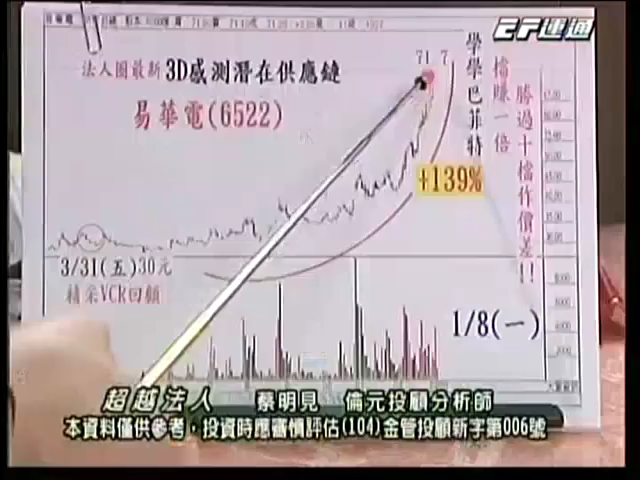 EF建通
法人圈最新 3D感測潛在供應鏈
易華電(6522)
71 7
學學巴菲特
檔賺一倍
勝過十檔作價差!!
+139%
3/31(五)30元
精采VCR回顧
1/8(一)
超越法人 蔡明見 倫元投顧分析師
本資料僅供參考,投資時應審慎評估(104)金管投顧新字第006號